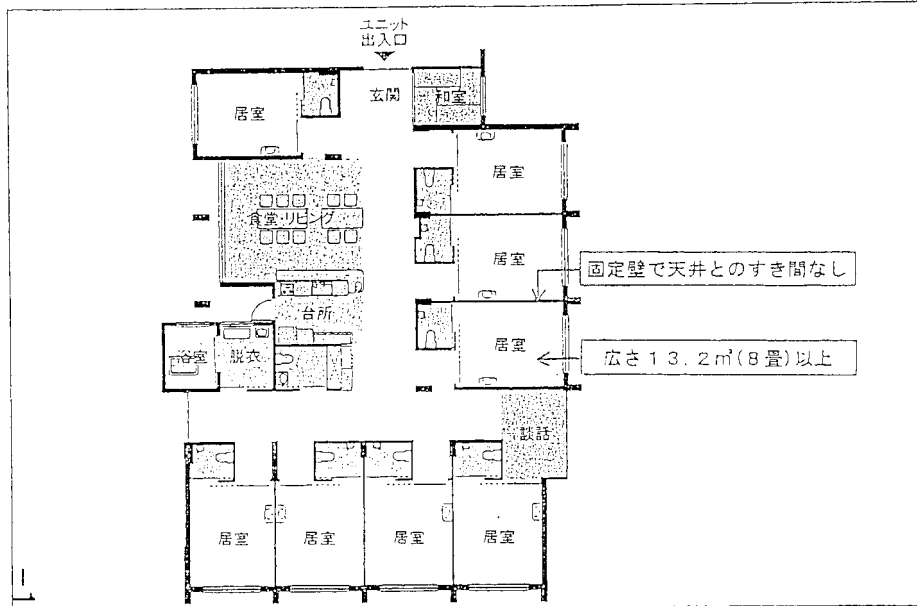 ユニット
出入口
玄関
和室
居室
居室
食堂・リビング
居室
固定壁で天井とのすき間なし
台所
居室
浴室
脱衣
広さ13.2㎡(8畳)以上
談話
居室
居室
居室
居室